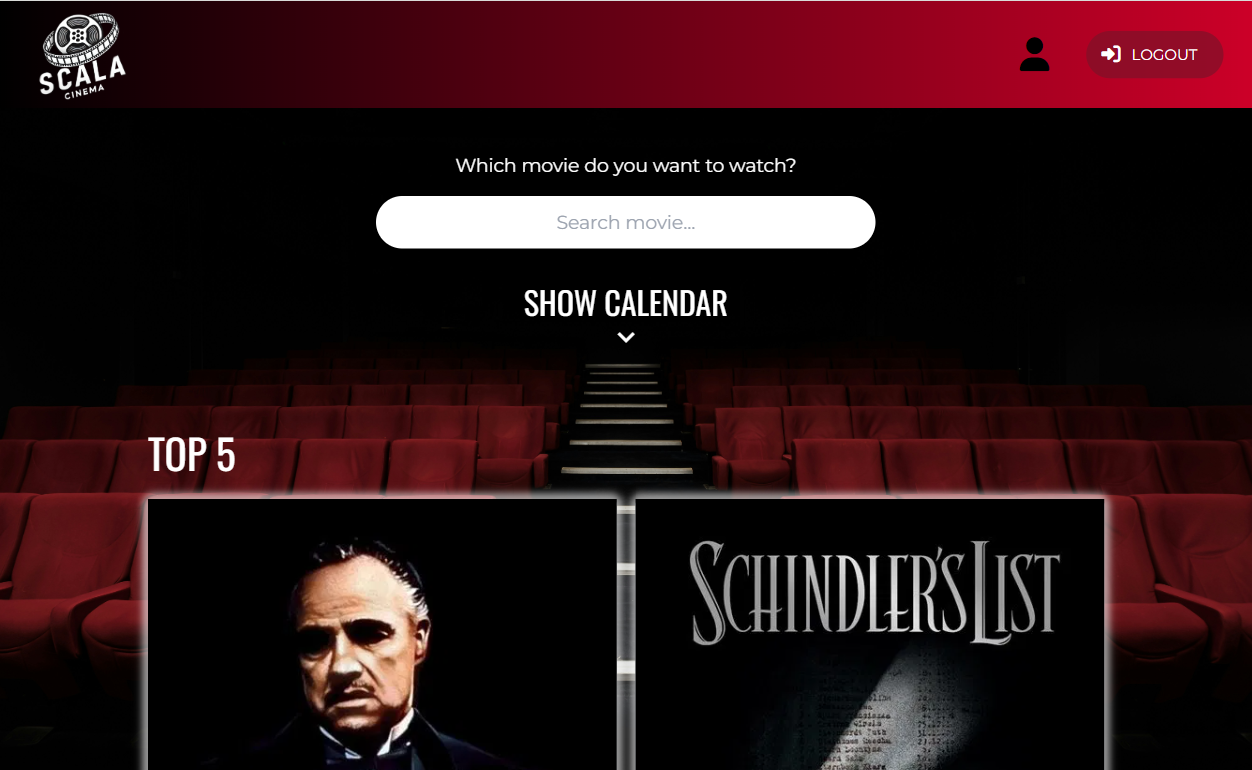 SCALA
CINEMA
LOGOUT
Which movie do you want to watch?
Search movie...
SHOW CALENDAR
TOP 5
SCHINDLER'S LIST